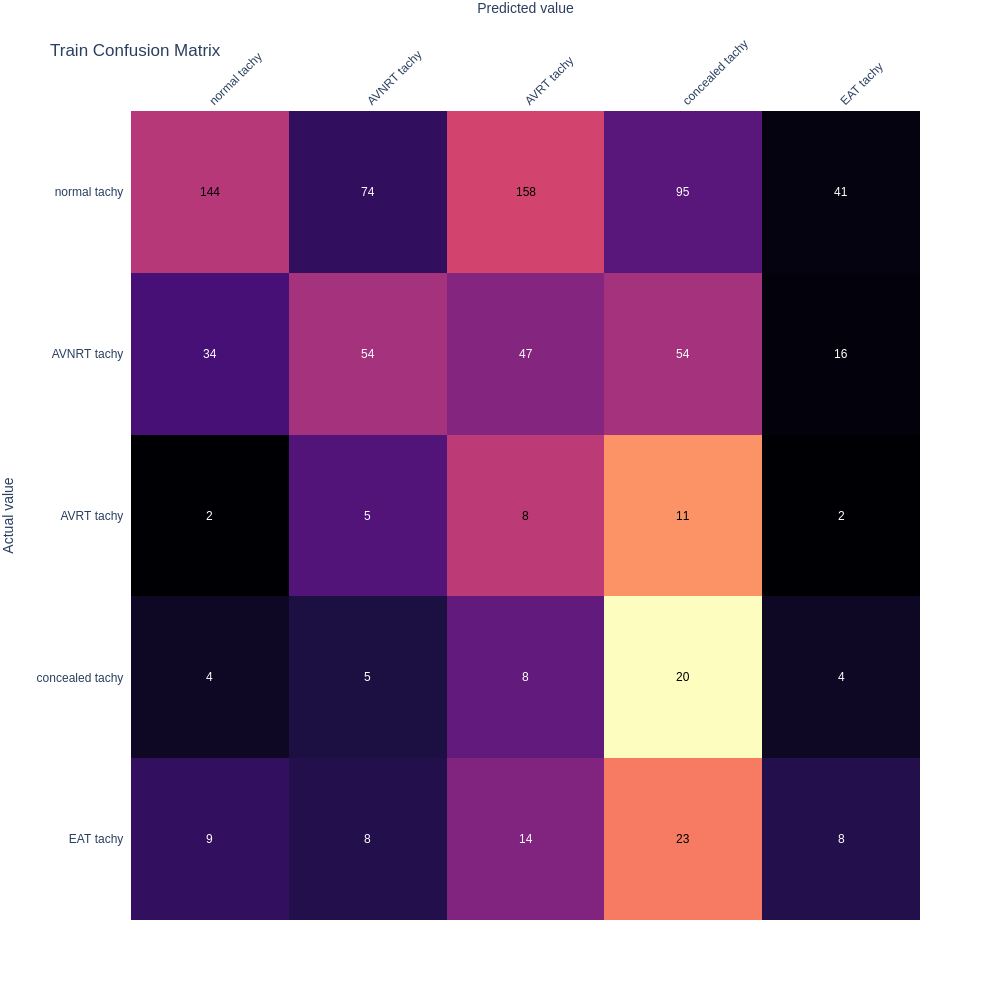 Predicted value
Train Confusion Matrix
normal tachy AVNRT tachy AVRT tachy concealed tachy EAT tachy
Actual value
normal tachy 144 74 158 95 41
AVNRT tachy 34 54 47 54 16
AVRT tachy 2 5 8 11 2
concealed tachy 4 5 8 20 4
EAT tachy 9 8 14 23 8